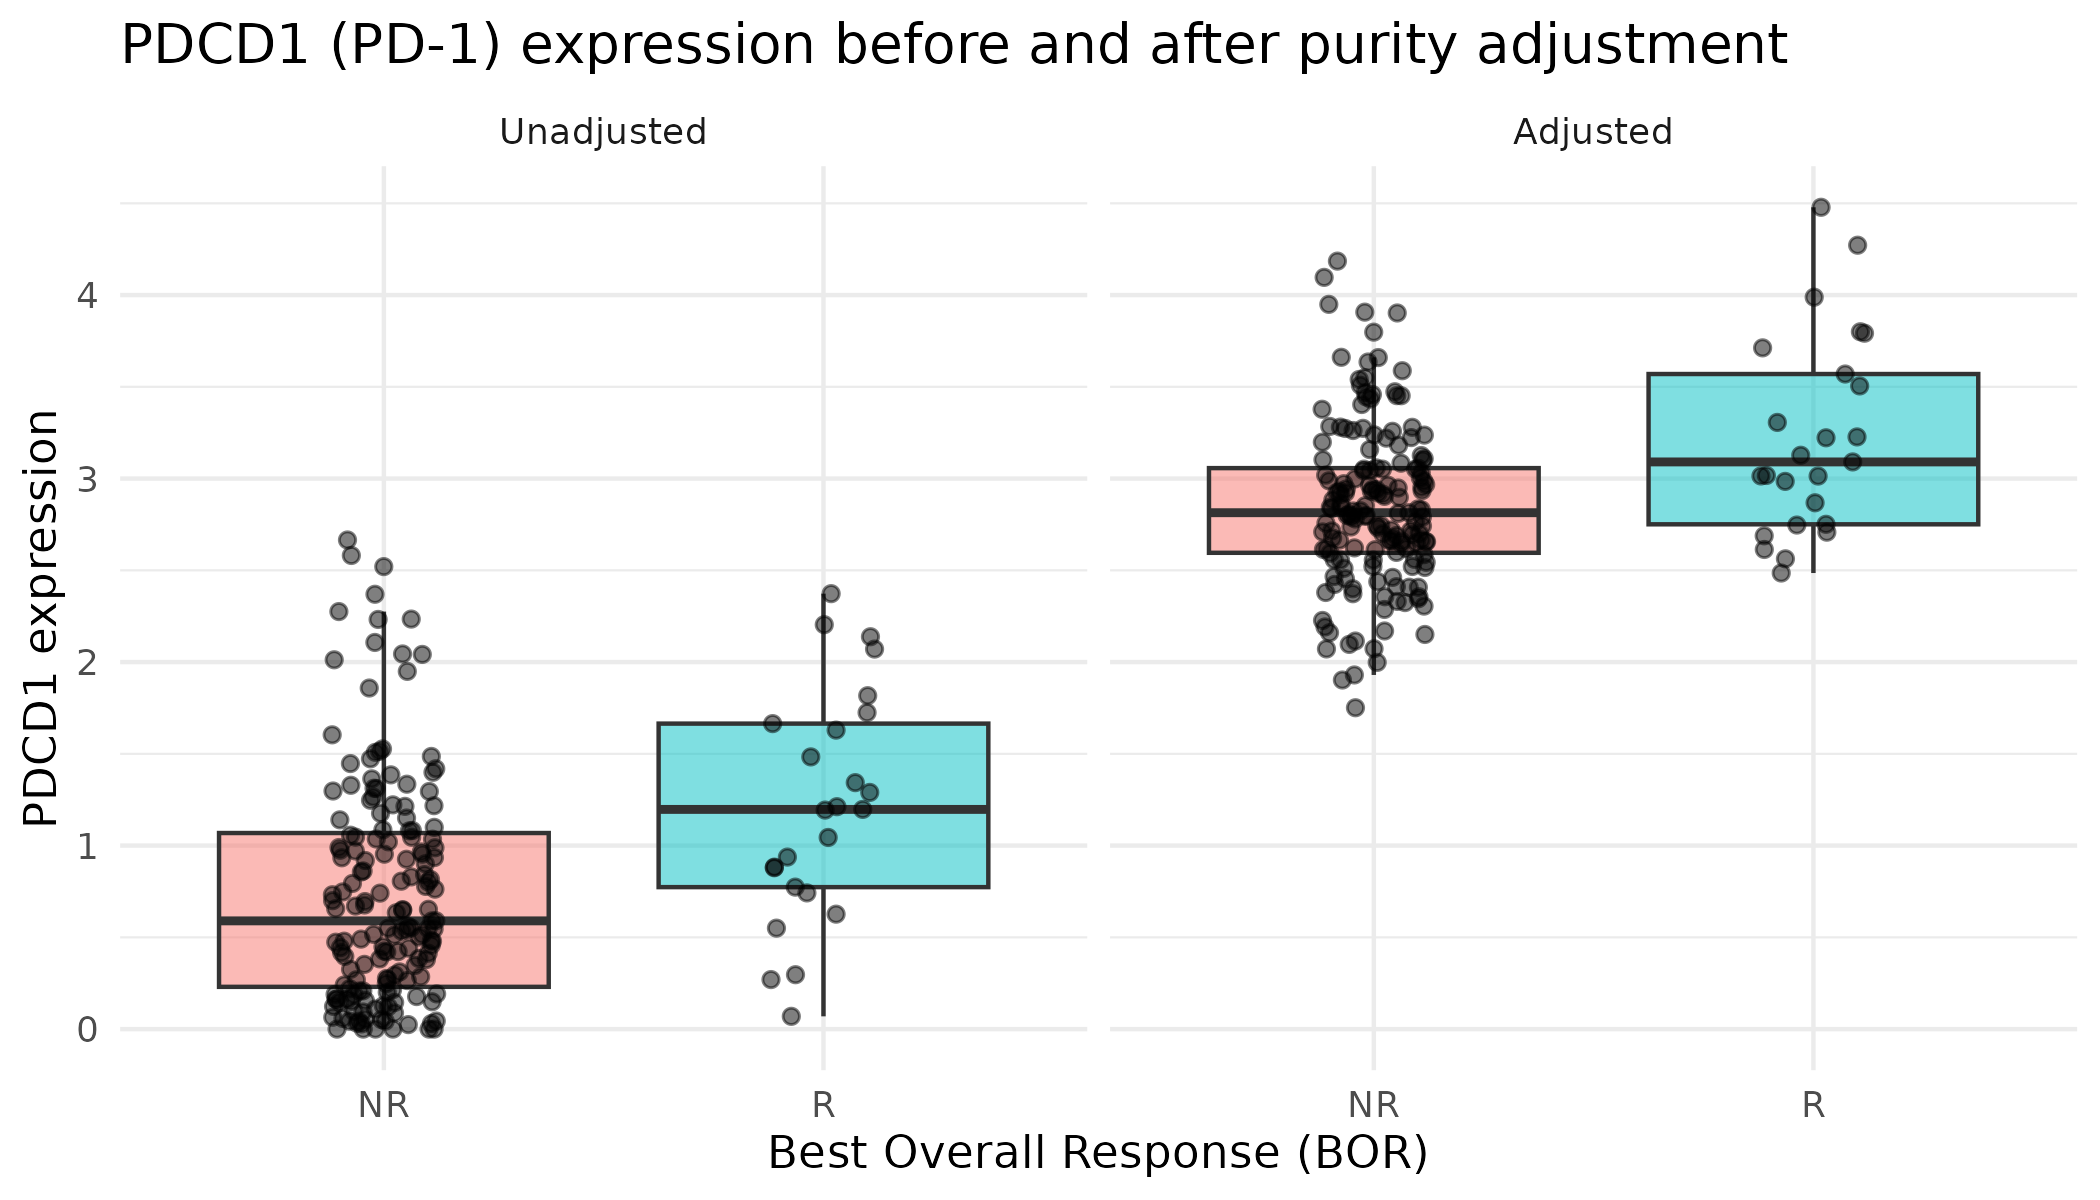 PDCD1 (PD-1) expression before and after purity adjustment
Unadjusted
Adjusted
PDCD1 expression
4
3
2
1
0
NR
R
NR
R
Best Overall Response (BOR)